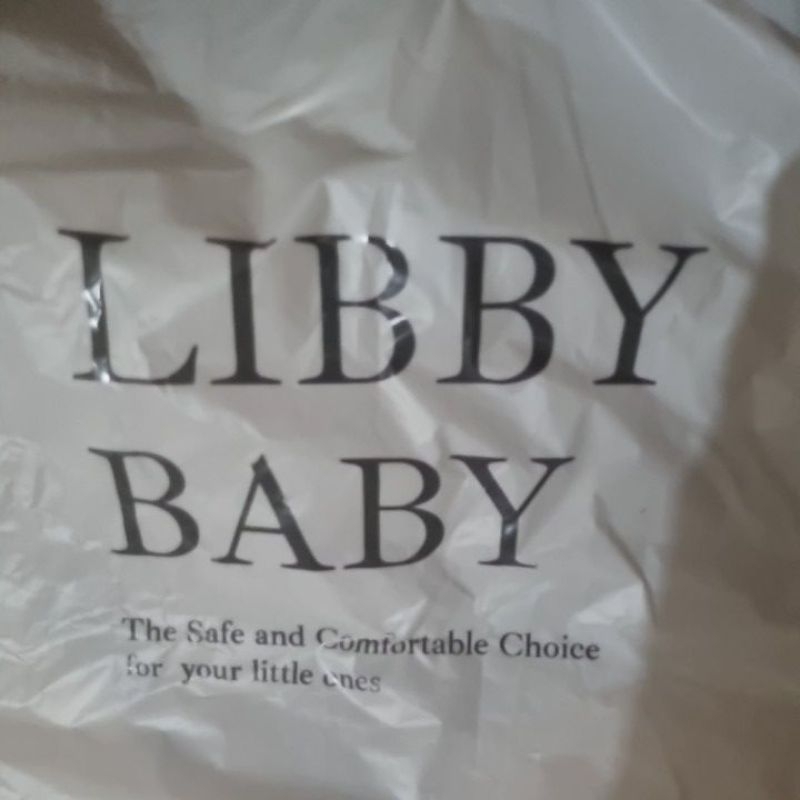 LIBBY
BABY
The Safe and Comfortable Choice
for your little ones